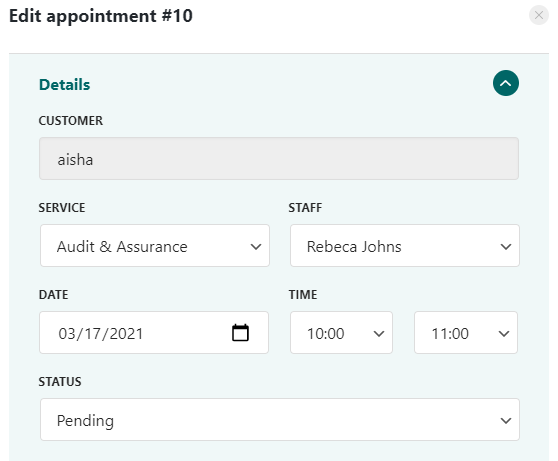 Edit appointment #10
Details
CUSTOMER
aisha
SERVICE STAFF
Audit & Assurance Rebeca Johns
DATE TIME
03/17/2021 10:00 11:00
STATUS
Pending